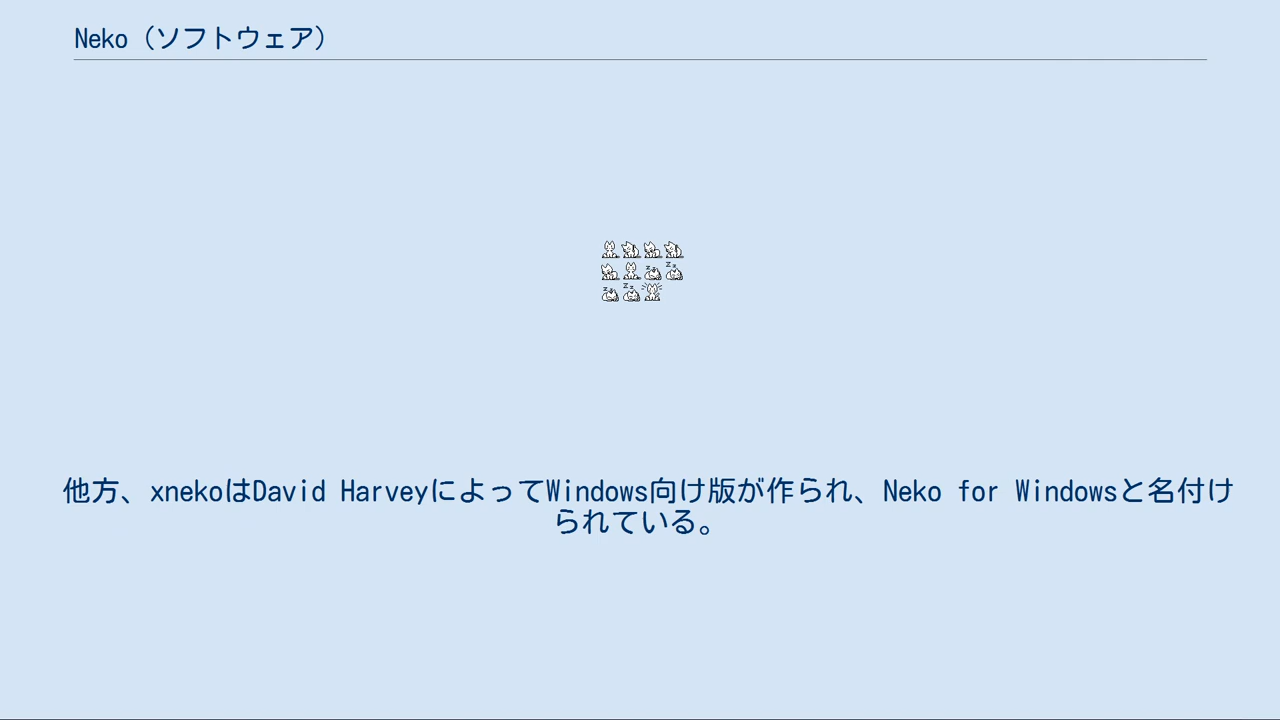 Neko（ソフトウェア）
他方、xnekoはDavid HarveyによってWindows向け版が作られ、Neko for Windowsと名付け
られている。